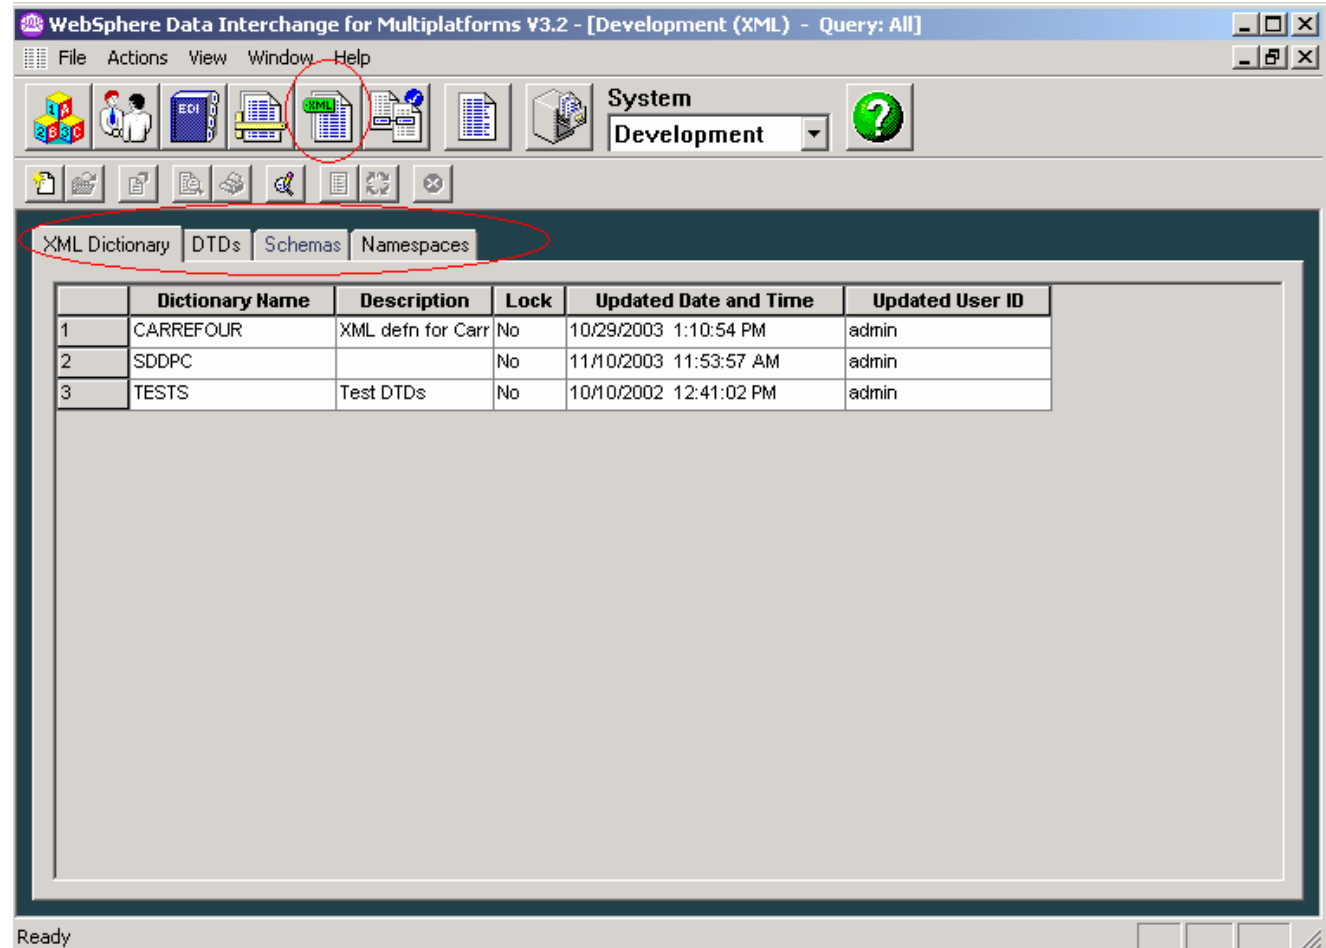 WebSphere Data Interchange for Multiplatforms V3.2 - [Development (XML) - Query: All]
File Actions View Window Help
EDI XML System
Development
XML Dictionary DTDs Schemas Namespaces
Dictionary Name Description Lock Updated Date and Time Updated User ID
1 CARREFOUR XML defn for Carr No 10/29/2003 1:10:54 PM admin
2 SDDPC No 11/10/2003 11:53:57 AM admin
3 TESTS Test DTDs No 10/10/2002 12:41:02 PM admin
Ready